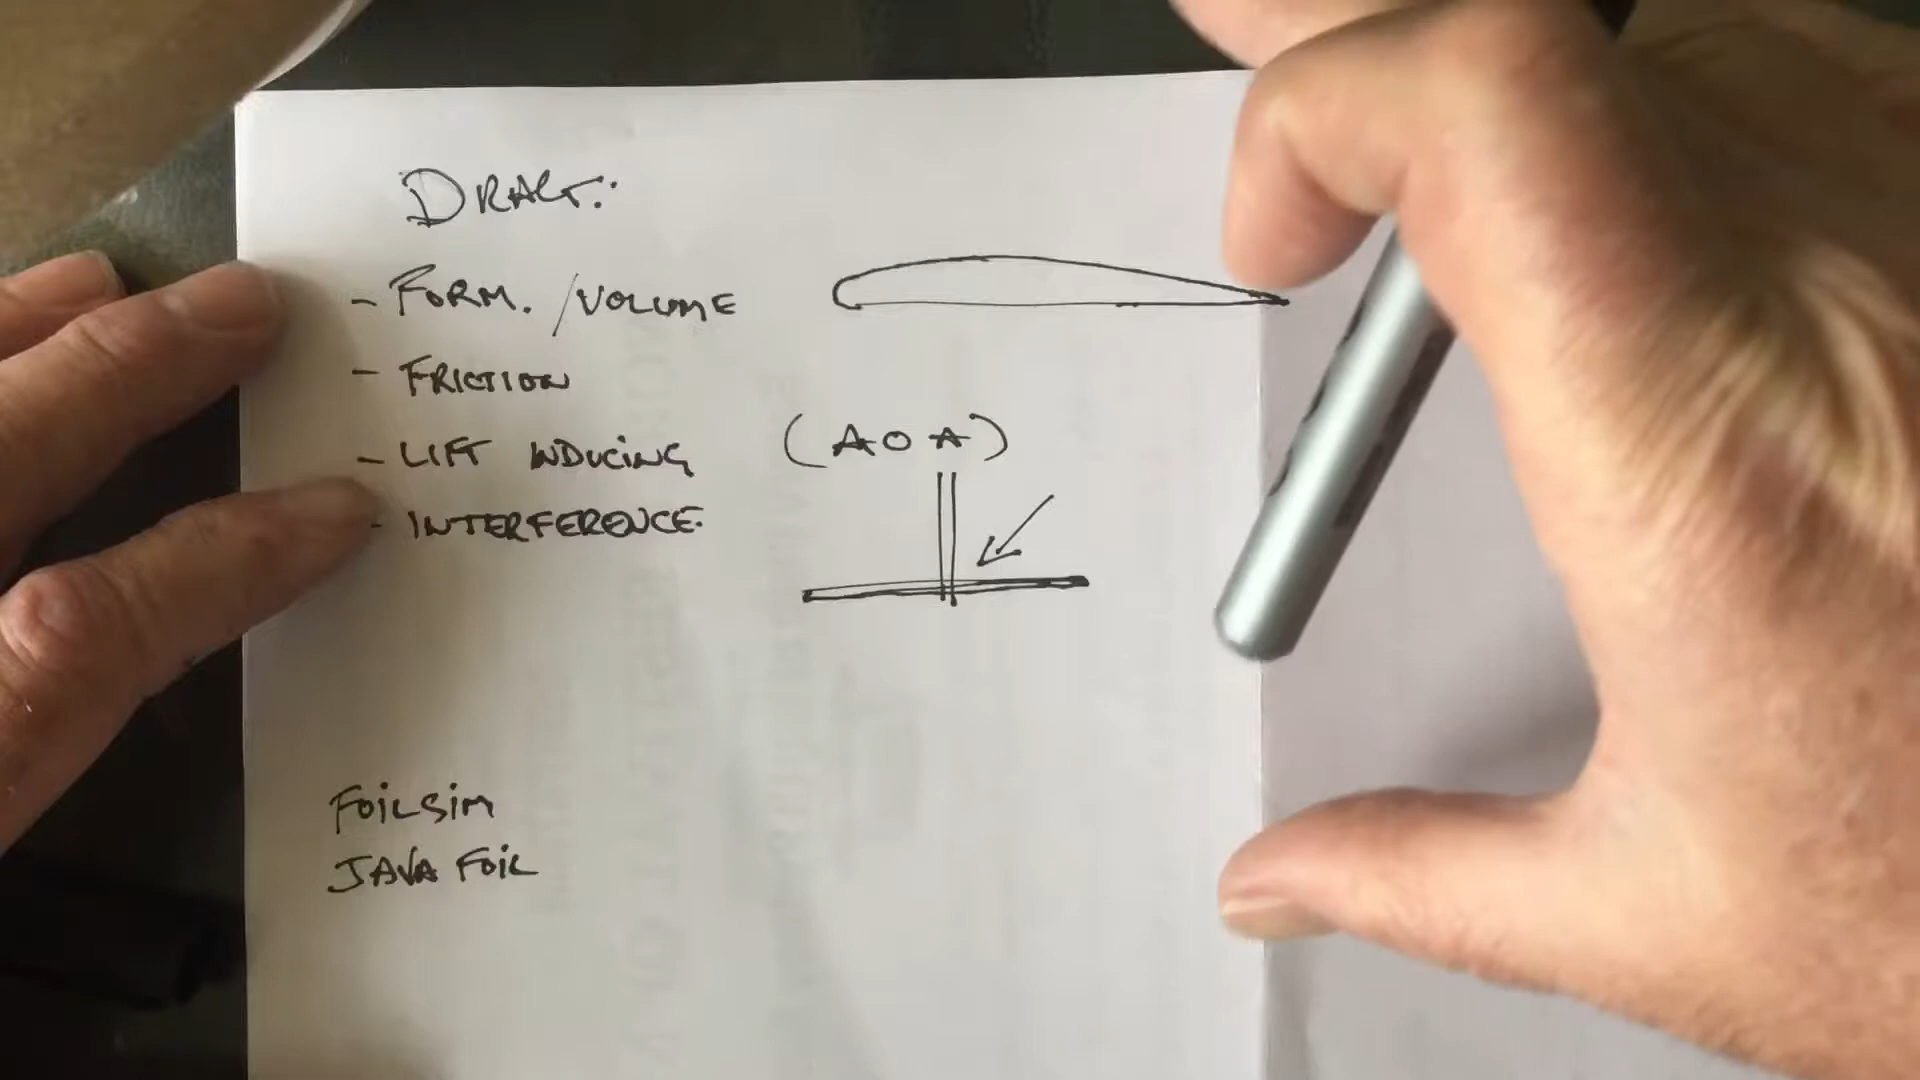 DRAG:
- FORM. /VOLUME
- FRICTION
- LIFT INDUCING (AOA)
- INTERFERENCE.
FOILSIM
JAVA FOIL